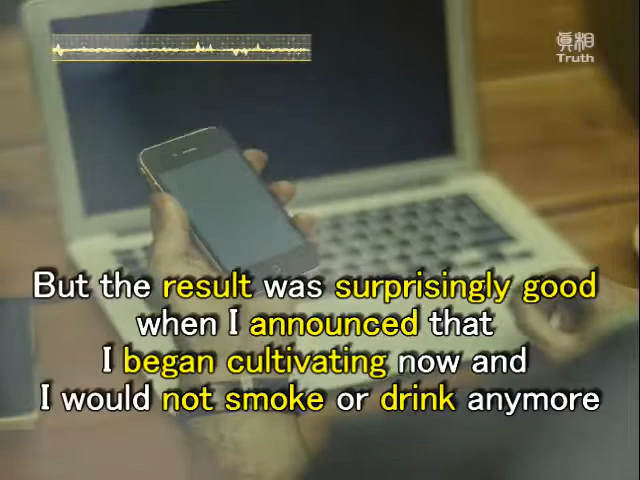 眞相
Truth
But the result was surprisingly good
when I announced that
I began cultivating now and
I would not smoke or drink anymore